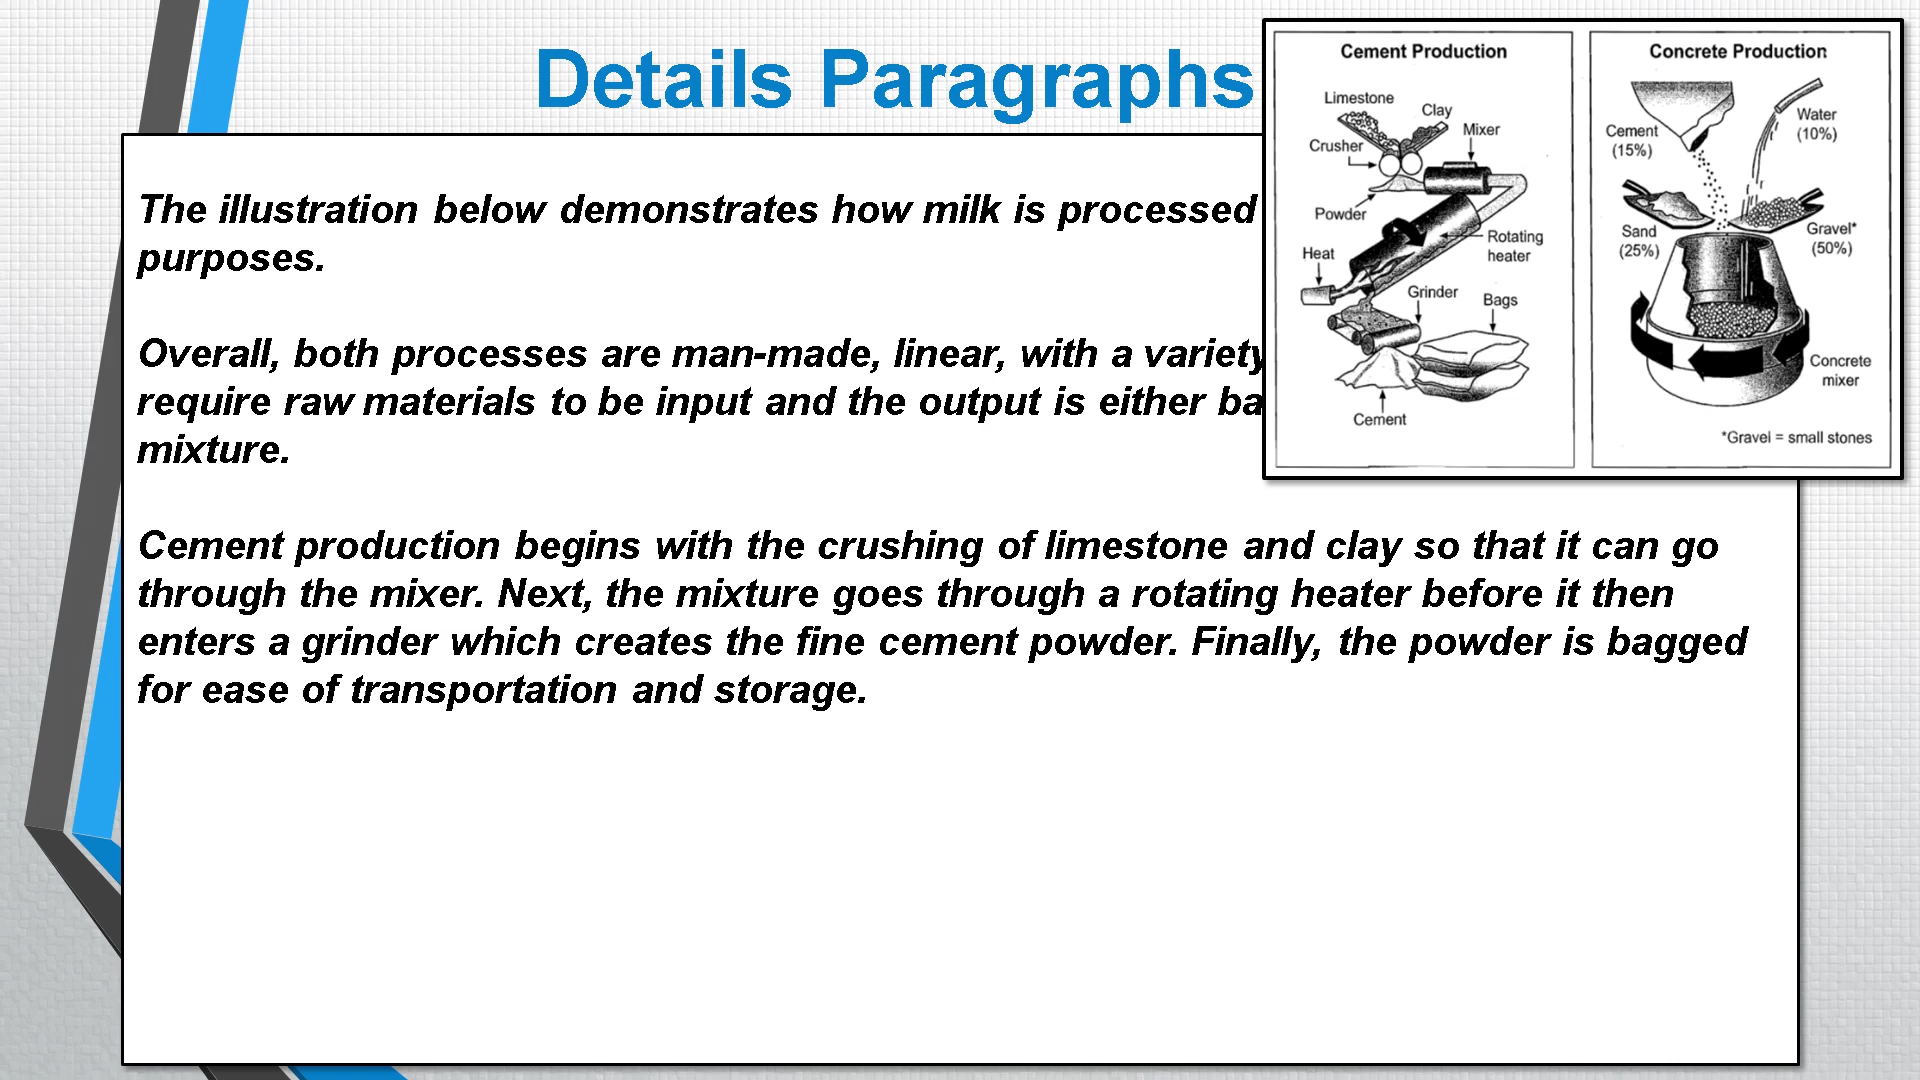 Details Paragraphs
The illustration below demonstrates how milk is processed
purposes.
Overall, both processes are man-made, linear, with a variety
require raw materials to be input and the output is either ba
mixture.
Cement production begins with the crushing of limestone and clay so that it can go
through the mixer. Next, the mixture goes through a rotating heater before it then
enters a grinder which creates the fine cement powder. Finally, the powder is bagged
for ease of transportation and storage.
Cement Production
Limestone
Clay
Mixer
Crusher
Powder
Rotating
heater
Heat
Grinder
Bags
Cement
Concrete Production
Water
(10%)
Cement
(15%)
Sand
(25%)
Gravel*
(50%)
Concrete
mixer
*Gravel = small stones